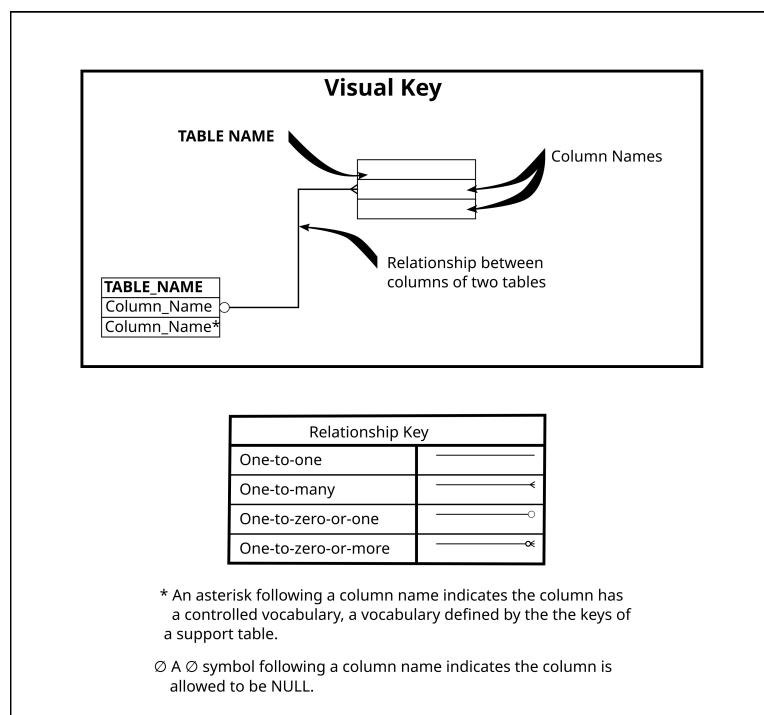 Visual Key
TABLE NAME
Column Names
Relationship between
columns of two tables
TABLE_NAME
Column_Name
Column_Name*
Relationship Key
One-to-one
One-to-many
One-to-zero-or-one
One-to-zero-or-more
* An asterisk following a column name indicates the column has
a controlled vocabulary, a vocabulary defined by the the keys of
a support table.
∅ A ∅ symbol following a column name indicates the column is
allowed to be NULL.